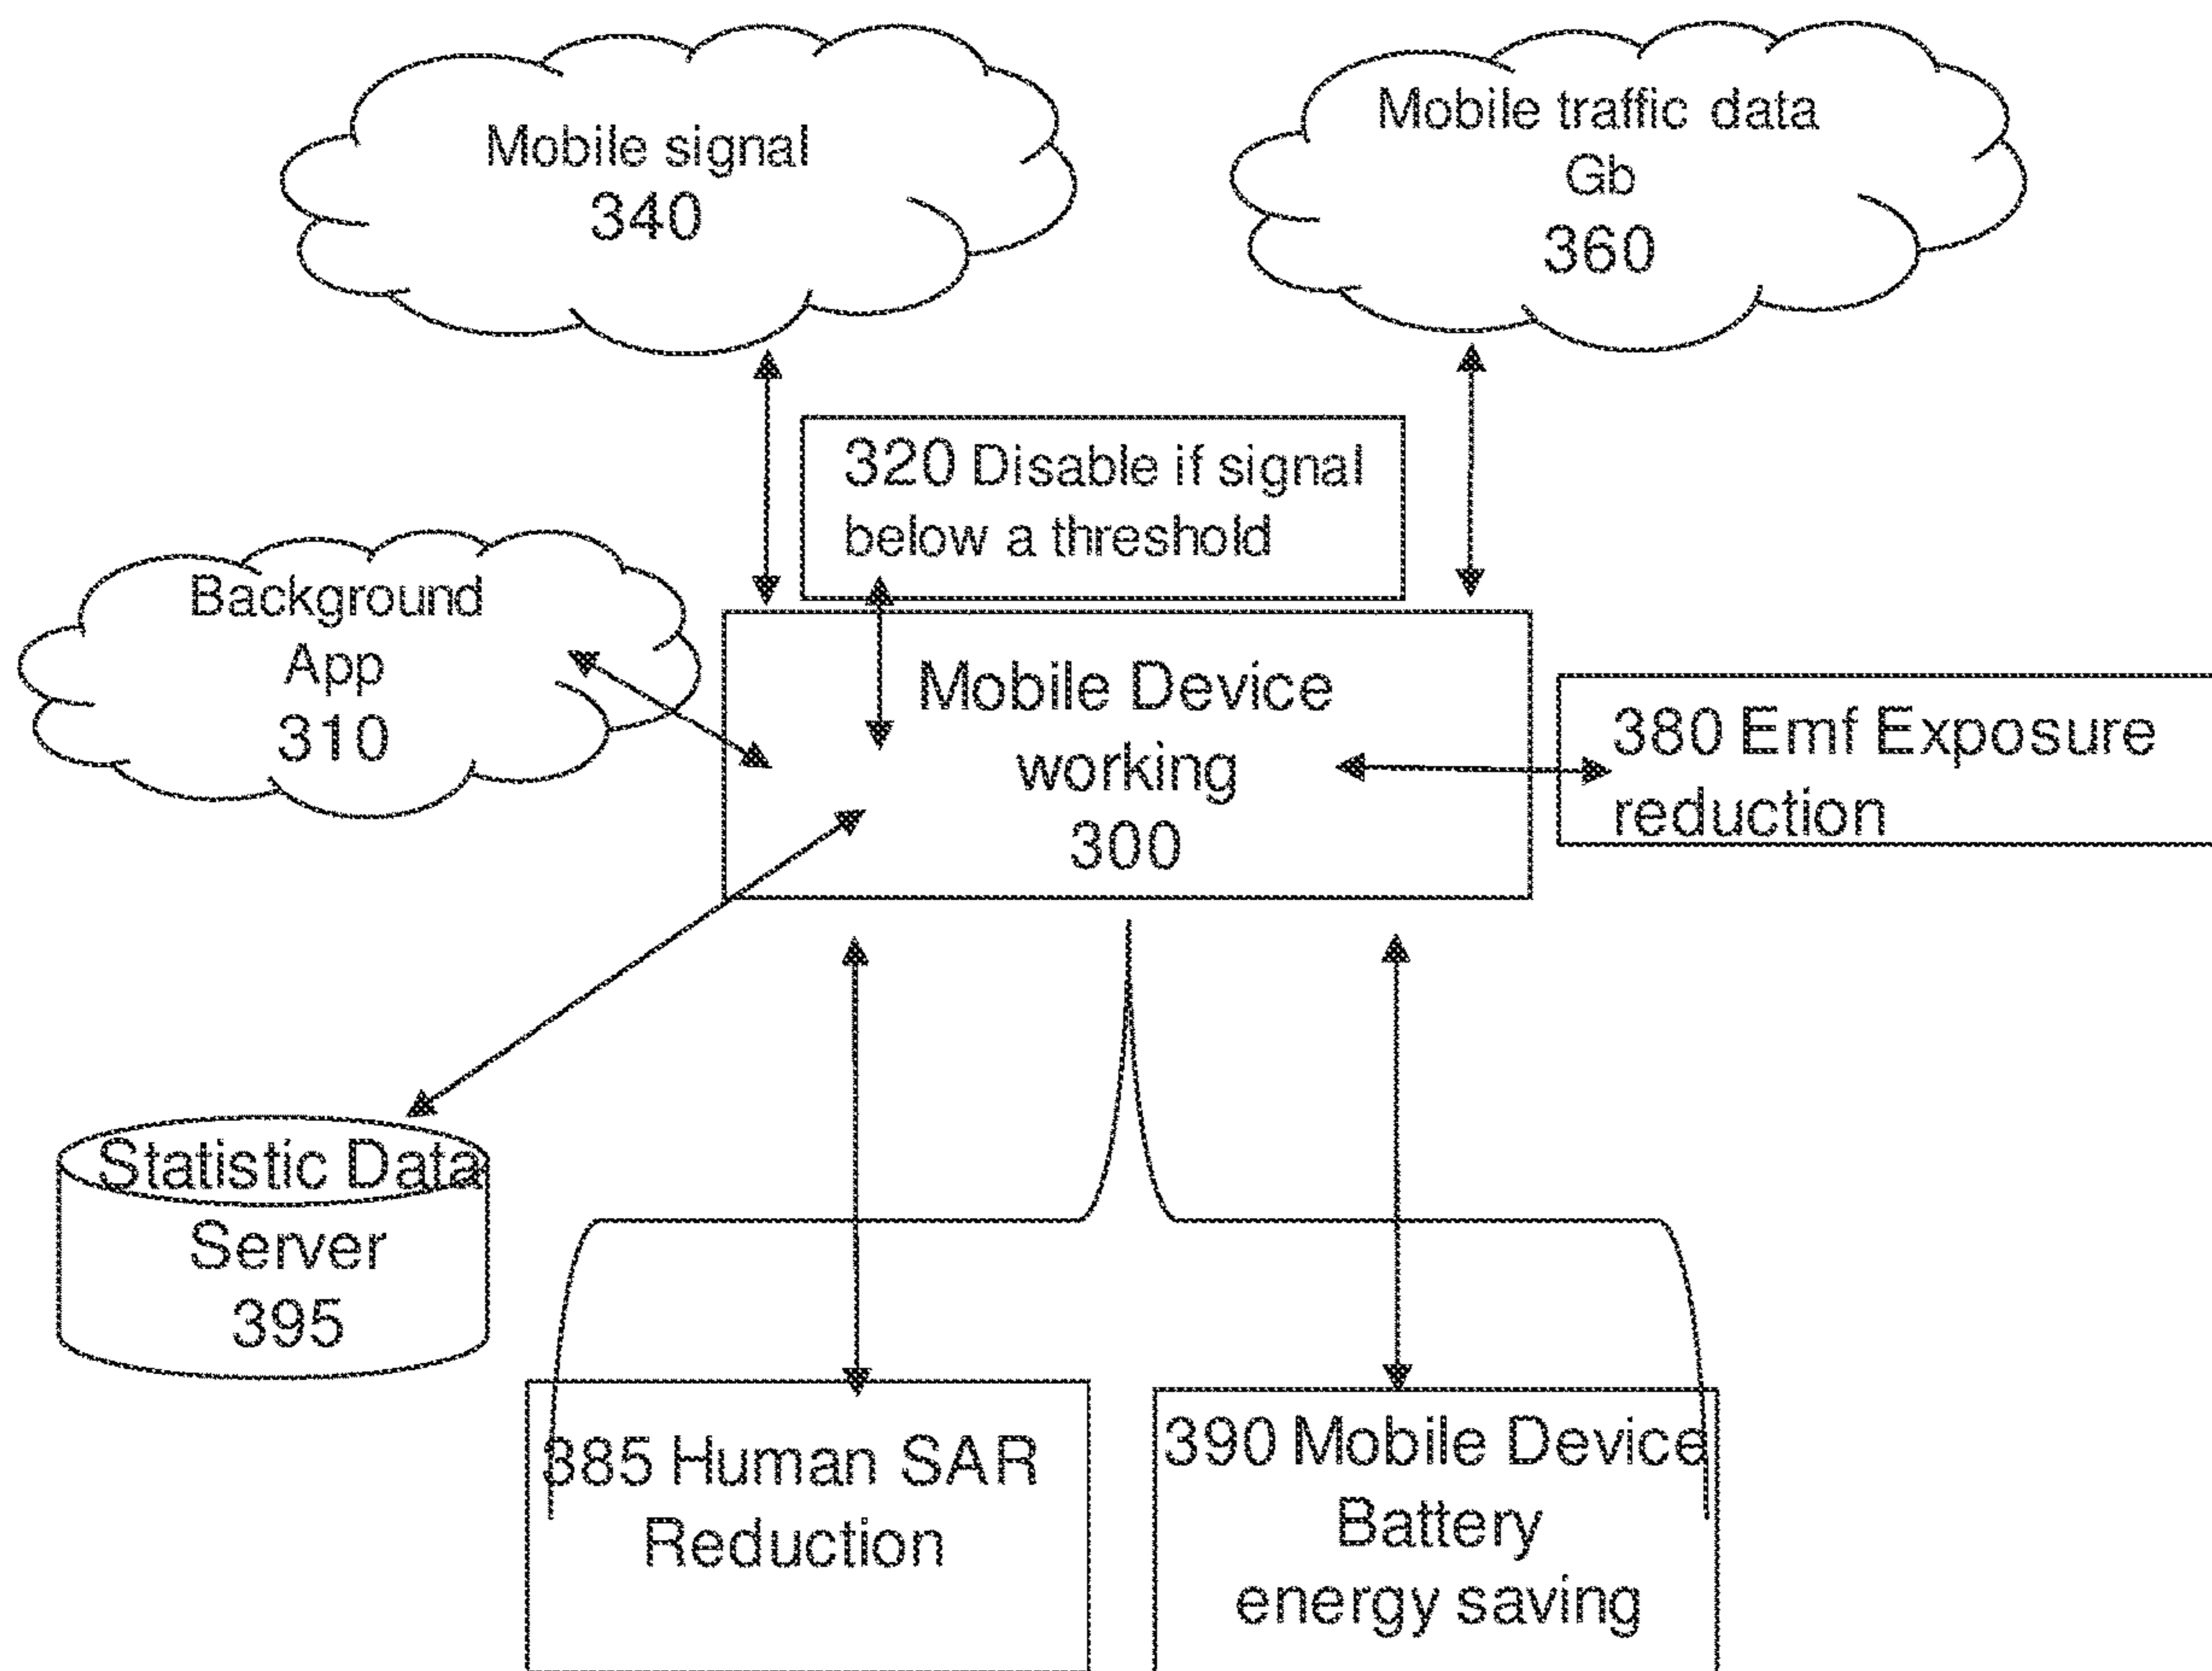 Mobile signal
340
Mobile traffic data
Gb
360
320 Disable if signal
below a threshold
Background
App
310
Mobile Device
working
300
380 Emf Exposure
reduction
Statistic Data
Server
395
385 Human SAR
Reduction
390 Mobile Device
Battery
energy saving